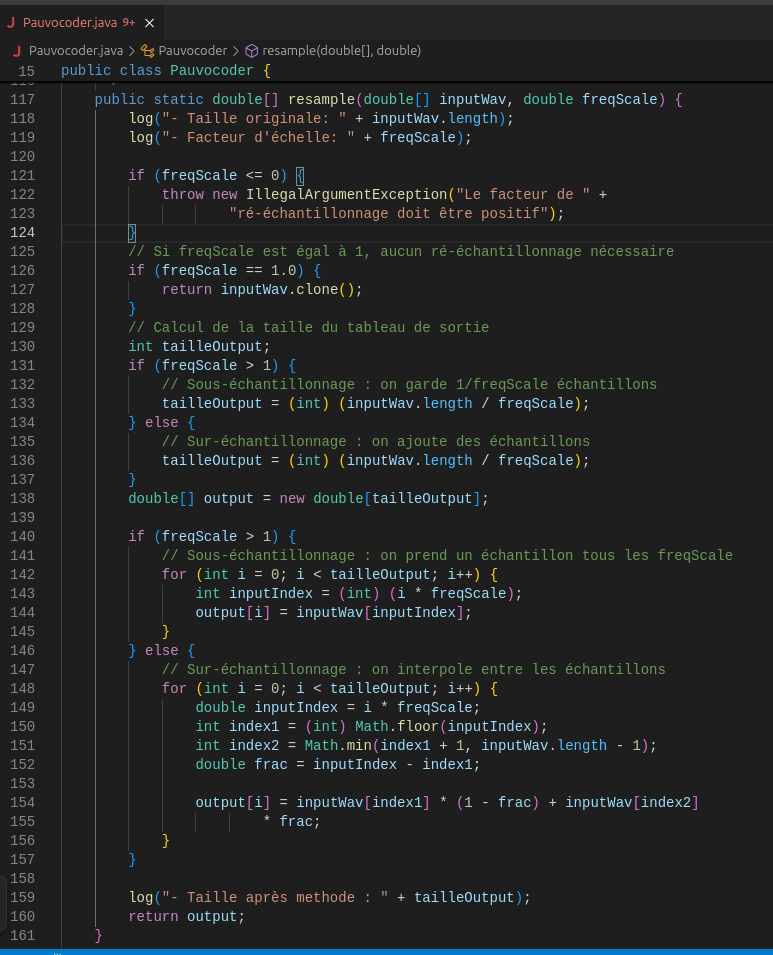 Pauvocoder.java 9+
Pauvocoder.java > Pauvocoder > resample(double[], double)
15 public class Pauvocoder {
117     public static double[] resample(double[] inputWav, double freqScale) {
118         log("- Taille originale: " + inputWav.length);
119         log("- Facteur d'échelle: " + freqScale);
120
121         if (freqScale <= 0) {
122             throw new IllegalArgumentException("Le facteur de " +
123                     "ré-échantillonnage doit être positif");
124         }
125         // Si freqScale est égal à 1, aucun ré-échantillonnage nécessaire
126         if (freqScale == 1.0) {
127             return inputWav.clone();
128         }
129         // Calcul de la taille du tableau de sortie
130         int tailleOutput;
131         if (freqScale > 1) {
132             // Sous-échantillonnage : on garde 1/freqScale échantillons
133             tailleOutput = (int) (inputWav.length / freqScale);
134         } else {
135             // Sur-échantillonnage : on ajoute des échantillons
136             tailleOutput = (int) (inputWav.length / freqScale);
137         }
138         double[] output = new double[tailleOutput];
139
140         if (freqScale > 1) {
141             // Sous-échantillonnage : on prend un échantillon tous les freqScale
142             for (int i = 0; i < tailleOutput; i++) {
143                 int inputIndex = (int) (i * freqScale);
144                 output[i] = inputWav[inputIndex];
145             }
146         } else {
147             // Sur-échantillonnage : on interpole entre les échantillons
148             for (int i = 0; i < tailleOutput; i++) {
149                 double inputIndex = i * freqScale;
150                 int index1 = (int) Math.floor(inputIndex);
151                 int index2 = Math.min(index1 + 1, inputWav.length - 1);
152                 double frac = inputIndex - index1;
153
154                 output[i] = inputWav[index1] * (1 - frac) + inputWav[index2]
155                         * frac;
156             }
157         }
158
159         log("- Taille après methode : " + tailleOutput);
160         return output;
161     }